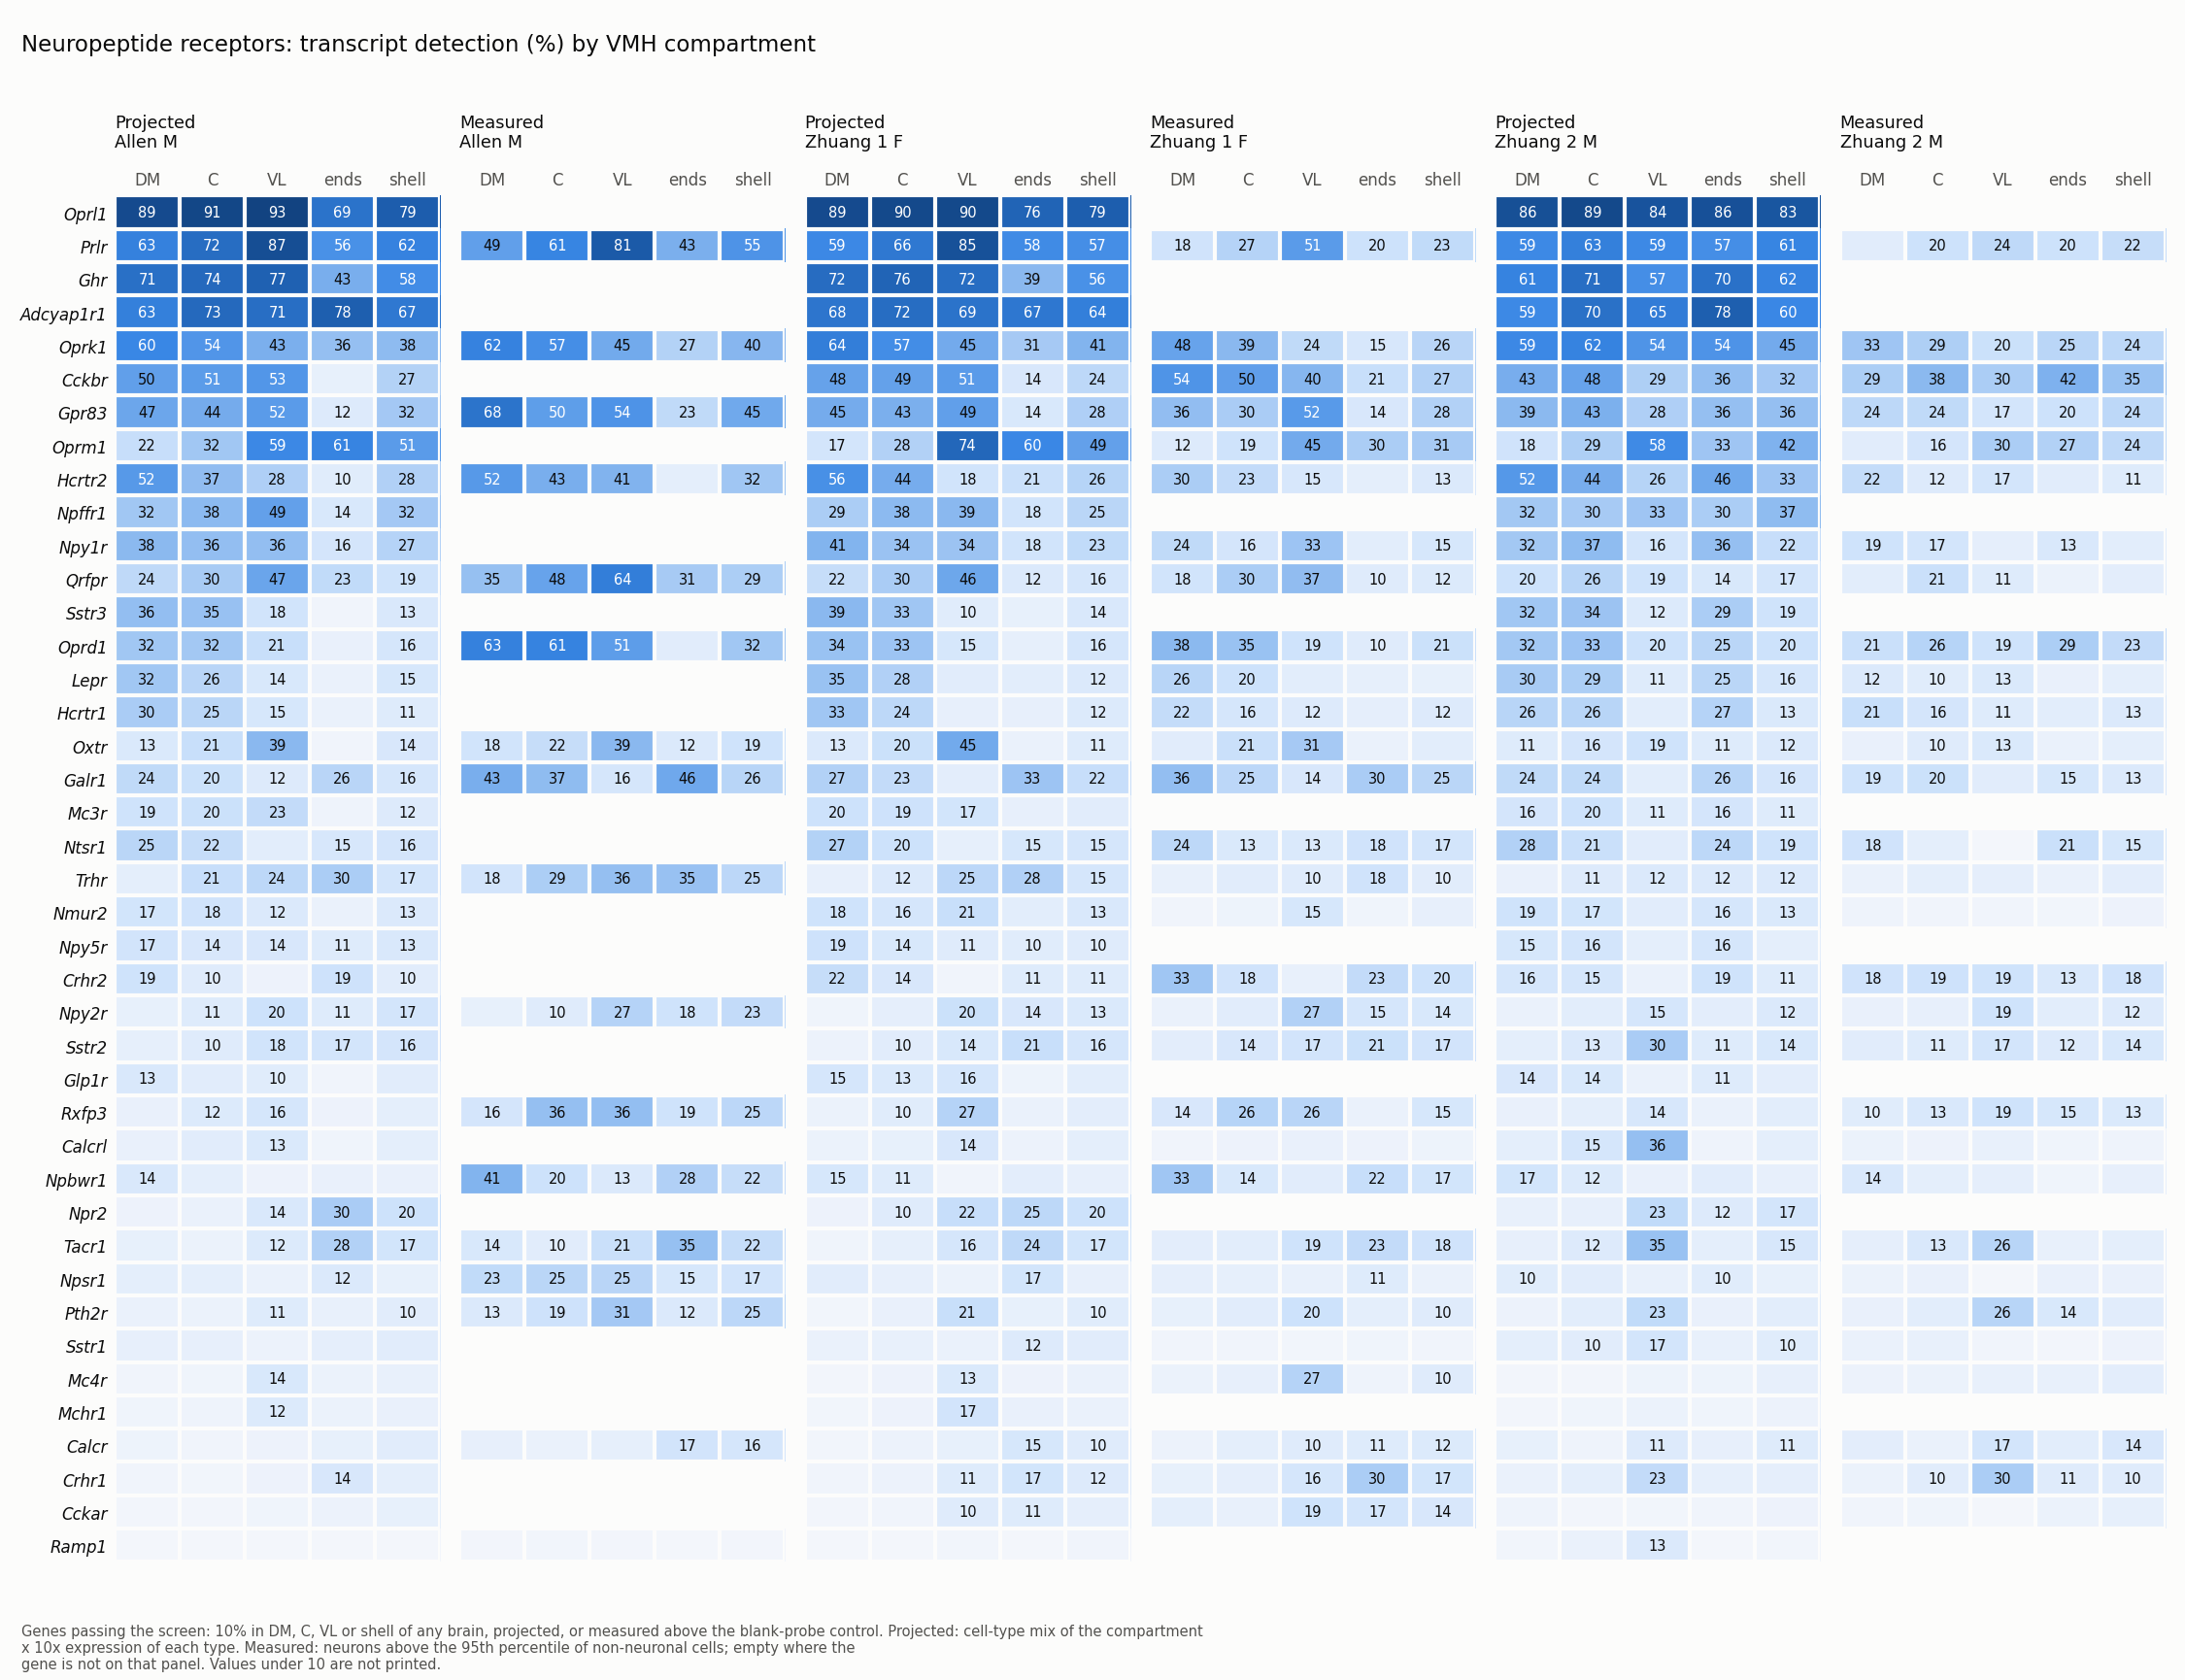 Neuropeptide receptors: transcript detection (%) by VMH compartment
Projected Measured Projected Measured Projected Measured
Allen M Allen M Zhuang 1 F Zhuang 1 F Zhuang 2 M Zhuang 2 M
DM C VL ends shell DM C VL ends shell DM C VL ends shell DM C VL ends shell DM C VL ends shell DM C VL ends shell
Oprl1 89 91 93 69 79 89 90 90 76 79 86 89 84 86 83
Prlr 63 72 87 56 62 49 61 81 43 55 59 66 85 58 57 18 27 51 20 23 59 63 59 57 61 20 24 20 22
Ghr 71 74 77 43 58 72 76 72 39 56 61 71 57 70 62
Adcyap1r1 63 73 71 78 67 68 72 69 67 64 59 70 65 78 60
Oprk1 60 54 43 36 38 62 57 45 27 40 64 57 45 31 41 48 39 24 15 26 59 62 54 54 45 33 29 20 25 24
Cckbr 50 51 53 27 48 49 51 14 24 54 50 40 21 27 43 48 29 36 32 29 38 30 42 35
Gpr83 47 44 52 12 32 68 50 54 23 45 45 43 49 14 28 36 30 52 14 28 39 43 28 36 36 24 24 17 20 24
Oprm1 22 32 59 61 51 17 28 74 60 49 12 19 45 30 31 18 29 58 33 42 16 30 27 24
Hcrtr2 52 37 28 10 28 52 43 41 32 56 44 18 21 26 30 23 15 13 52 44 26 46 33 22 12 17 11
Npffr1 32 38 49 14 32 29 38 39 18 25 32 30 33 30 37
Npy1r 38 36 36 16 27 41 34 34 18 23 24 16 33 15 32 37 16 36 22 19 17 13
Qrfpr 24 30 47 23 19 35 48 64 31 29 22 30 46 12 16 18 30 37 10 12 20 26 19 14 17 21 11
Sstr3 36 35 18 13 39 33 10 14 32 34 12 29 19
Oprd1 32 32 21 16 63 61 51 32 34 33 15 16 38 35 19 10 21 32 33 20 25 20 21 26 19 29 23
Lepr 32 26 14 15 35 28 12 26 20 30 29 11 25 16 12 10 13
Hcrtr1 30 25 15 11 33 24 12 22 16 12 12 26 26 27 13 21 16 11 13
Oxtr 13 21 39 14 18 22 39 12 19 13 20 45 11 21 31 11 16 19 11 12 10 13
Galr1 24 20 12 26 16 43 37 16 46 26 27 23 33 22 36 25 14 30 25 24 24 26 16 19 20 15 13
Mc3r 19 20 23 12 20 19 17 16 20 11 16 11
Ntsr1 25 22 15 16 27 20 15 15 24 13 13 18 17 28 21 24 19 18 21 15
Trhr 21 24 30 17 18 29 36 35 25 12 25 28 15 10 18 10 11 12 12 12
Nmur2 17 18 12 13 18 16 21 13 15 19 17 16 13
Npy5r 17 14 14 11 13 19 14 11 10 10 15 16 16
Crhr2 19 10 19 10 22 14 11 11 33 18 23 20 16 15 19 11 18 19 19 13 18
Npy2r 11 20 11 17 10 27 18 23 20 14 13 27 15 14 15 12 19 12
Sstr2 10 18 17 16 10 14 21 16 14 17 21 17 13 30 11 14 11 17 12 14
Glp1r 13 10 15 13 16 14 14 11
Rxfp3 12 16 16 36 36 19 25 10 27 14 26 26 15 14 10 13 19 15 13
Calcrl 13 14 15 36
Npbwr1 14 41 20 13 28 22 15 11 33 14 22 17 17 12 14
Npr2 14 30 20 10 22 25 20 23 12 17
Tacr1 12 28 17 14 10 21 35 22 16 24 17 19 23 18 12 35 15 13 26
Npsr1 12 23 25 25 15 17 17 11 10 10
Pth2r 11 10 13 19 31 12 25 21 10 20 10 23 26 14
Sstr1 12 10 17 10
Mc4r 14 13 27 10
Mchr1 12 17
Calcr 17 16 15 10 10 11 12 11 11 17 14
Crhr1 14 11 17 12 16 30 17 23 10 30 11 10
Cckar 10 11 19 17 14
Ramp1 13
Genes passing the screen: 10% in DM, C, VL or shell of any brain, projected, or measured above the blank-probe control. Projected: cell-type mix of the compartment
x 10x expression of each type. Measured: neurons above the 95th percentile of non-neuronal cells; empty where the
gene is not on that panel. Values under 10 are not printed.